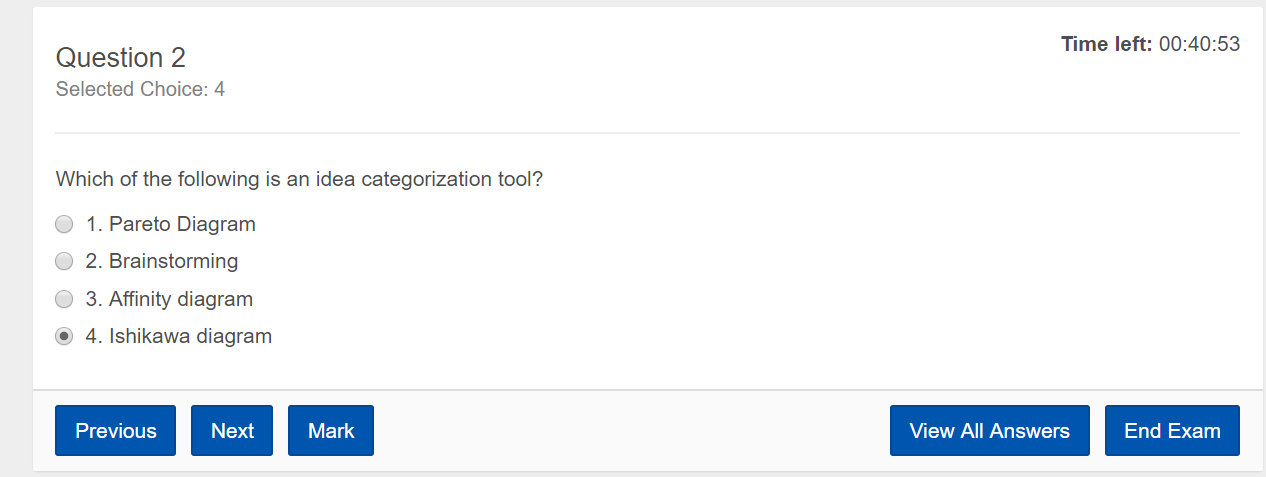 Time left: 00:40:53
Question 2
Selected Choice: 4
Which of the following is an idea categorization tool?
1. Pareto Diagram
2. Brainstorming
3. Affinity diagram
4. Ishikawa diagram
Previous Next Mark View All Answers End Exam